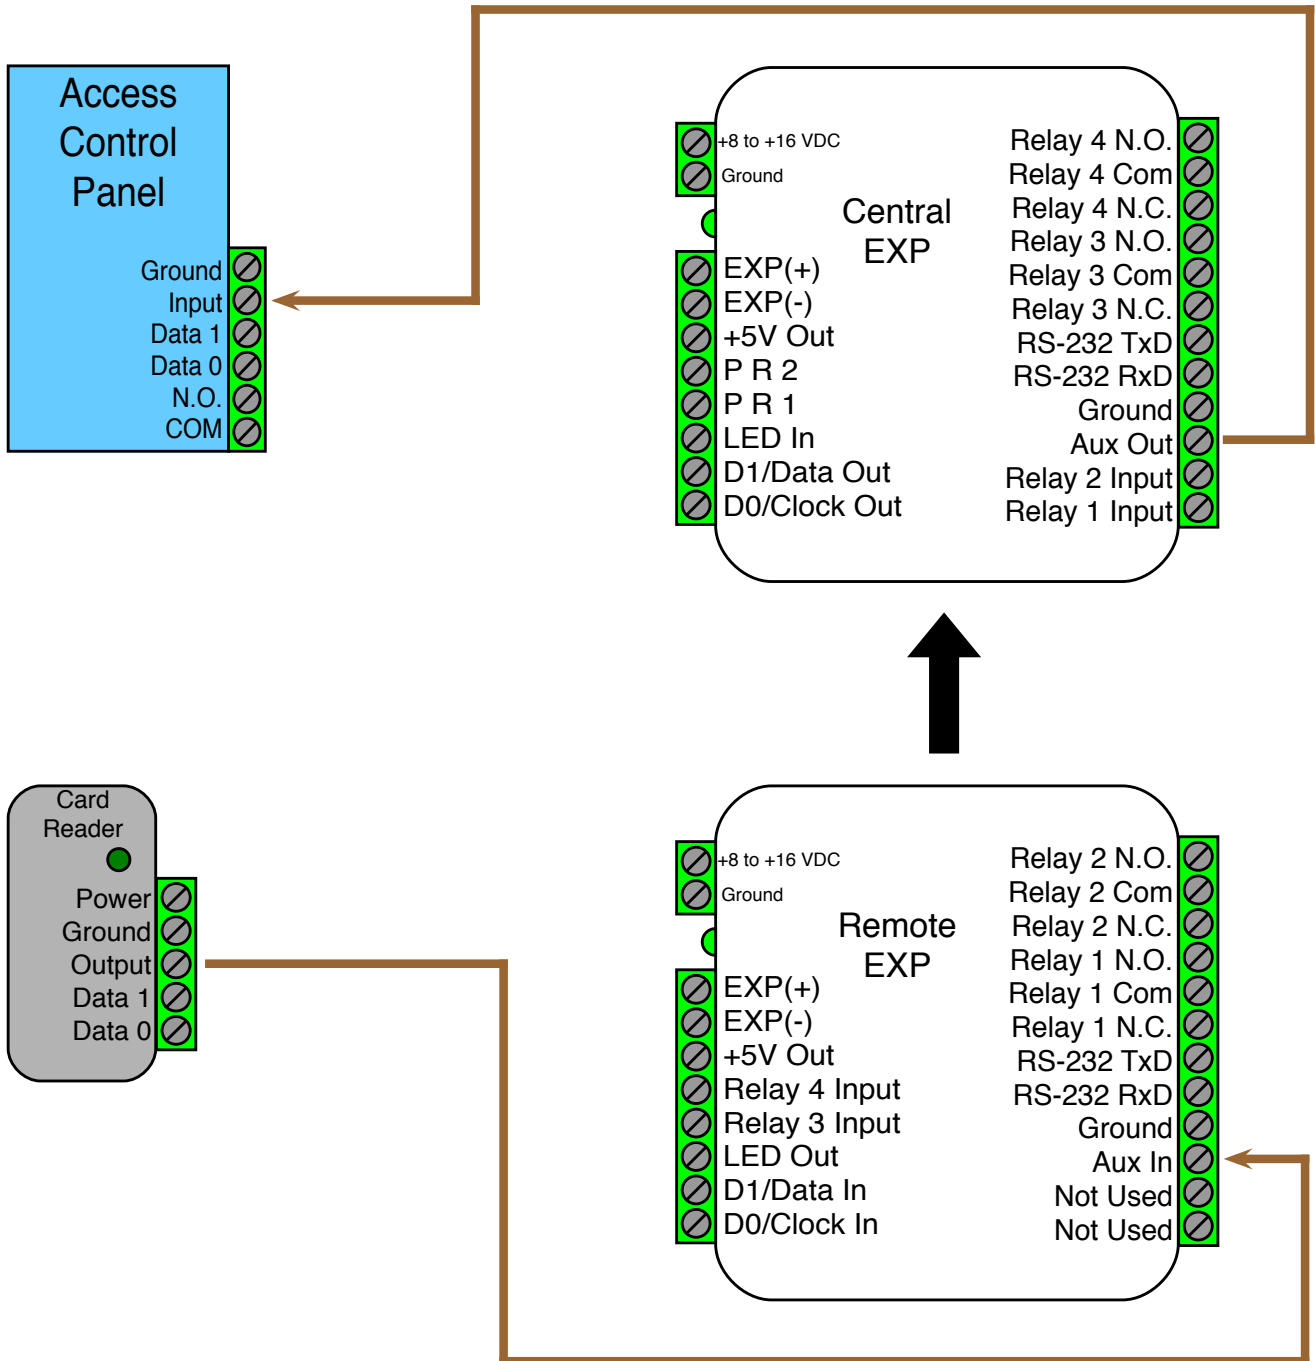 Access
Control
Panel
Ground
Input
Data 1
Data 0
N.O.
COM
+8 to +16 VDC
Ground
Central
EXP
EXP(+)
EXP(-)
+5V Out
P R 2
P R 1
LED In
D1/Data Out
D0/Clock Out
Relay 4 N.O.
Relay 4 Com
Relay 4 N.C.
Relay 3 N.O.
Relay 3 Com
Relay 3 N.C.
RS-232 TxD
RS-232 RxD
Ground
Aux Out
Relay 2 Input
Relay 1 Input
Card
Reader
Power
Ground
Output
Data 1
Data 0
+8 to +16 VDC
Ground
Remote
EXP
EXP(+)
EXP(-)
+5V Out
Relay 4 Input
Relay 3 Input
LED Out
D1/Data In
D0/Clock In
Relay 2 N.O.
Relay 2 Com
Relay 2 N.C.
Relay 1 N.O.
Relay 1 Com
Relay 1 N.C.
RS-232 TxD
RS-232 RxD
Ground
Aux In
Not Used
Not Used